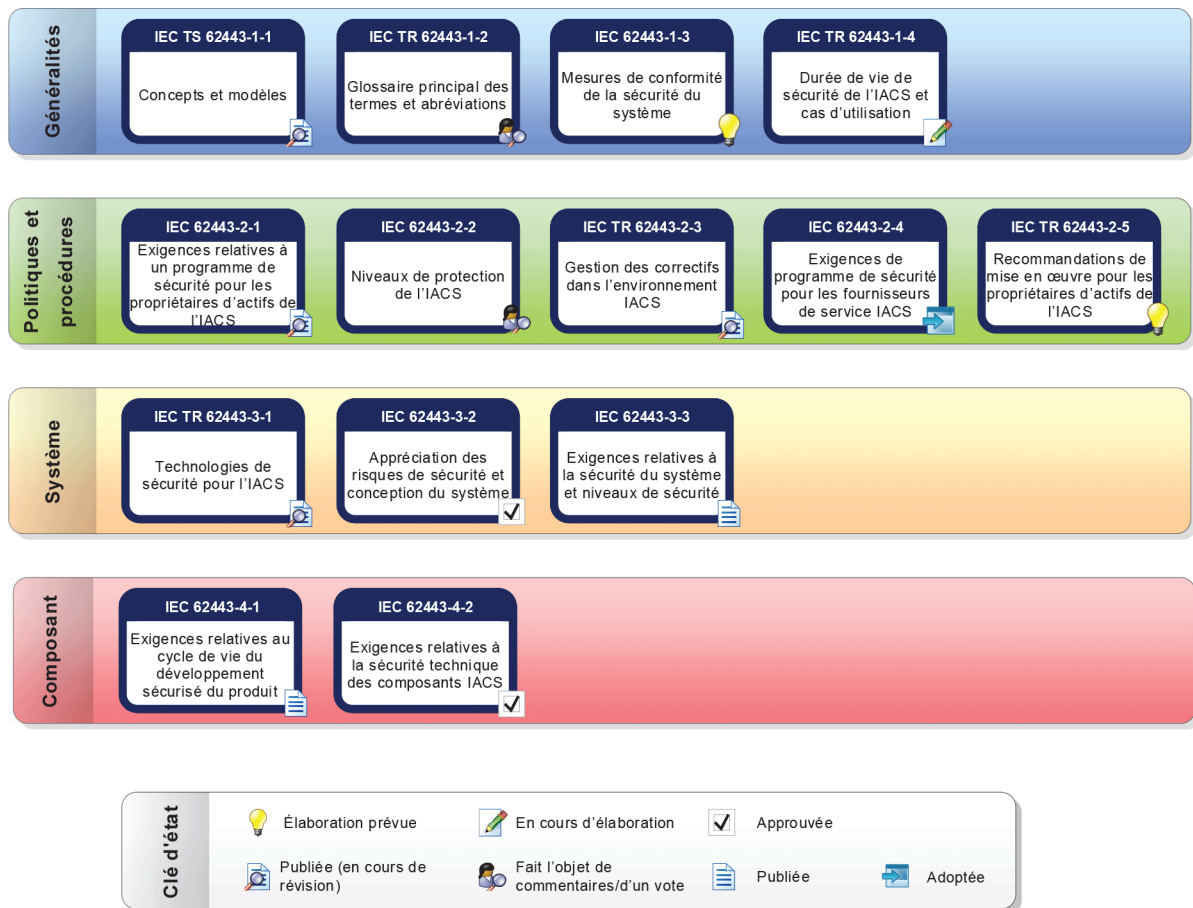 Généralités
IEC TS 62443-1-1
Concepts et modèles
IEC TR 62443-1-2
Glossaire principal des
termes et abréviations
IEC 62443-1-3
Mesures de conformité
de la sécurité du
système
IEC TR 62443-1-4
Durée de vie de
sécurité de l'IACS et
cas d'utilisation
Politiques et
procédures
IEC 62443-2-1
Exigences relatives à
un programme de
sécurité pour les
propriétaires d'actifs de
l'IACS
IEC 62443-2-2
Niveaux de protection
de l'IACS
IEC TR 62443-2-3
Gestion des correctifs
dans l'environnement
IACS
IEC 62443-2-4
Exigences de
programme de sécurité
pour les fournisseurs
de service IACS
IEC TR 62443-2-5
Recommandations de
mise en œuvre pour les
propriétaires d'actifs de
l'IACS
Système
IEC TR 62443-3-1
Technologies de
sécurité pour l'IACS
IEC 62443-3-2
Appréciation des
risques de sécurité et
conception du système
IEC 62443-3-3
Exigences relatives à
la sécurité du système
et niveaux de sécurité
Composant
IEC 62443-4-1
Exigences relatives au
cycle de vie du
développement
sécurisé du produit
IEC 62443-4-2
Exigences relatives à
la sécurité technique
des composants IACS
Clé d'état
Élaboration prévue
En cours d'élaboration
Approuvée
Publiée (en cours de
révision)
Fait l'objet de
commentaires/d'un vote
Publiée
Adoptée